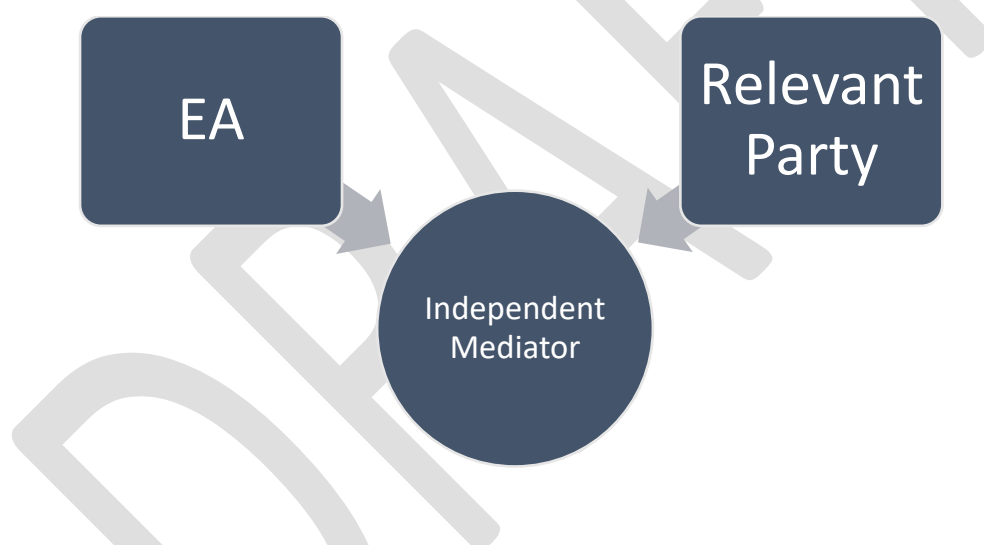 EA
Relevant
Party
Independent
Mediator
DRAFT